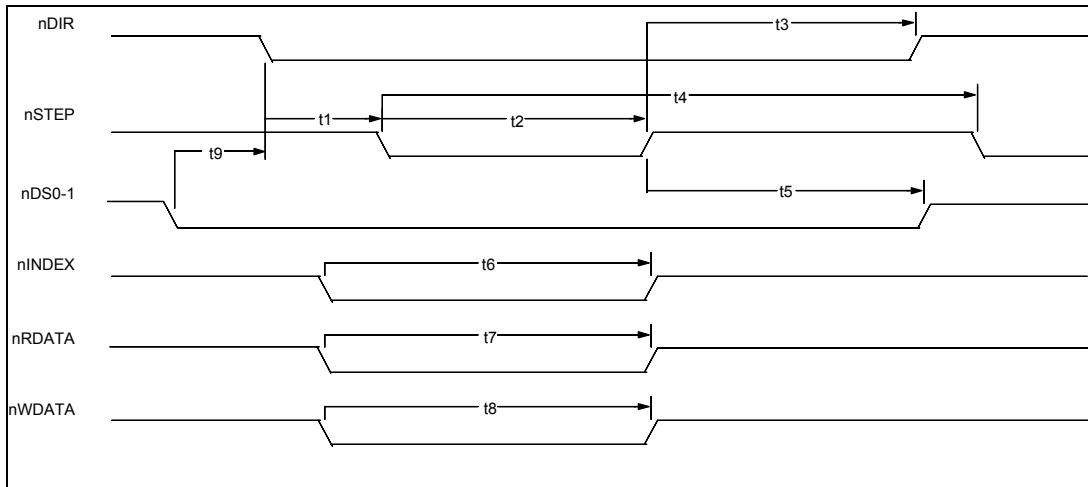 nDIR
t3
t4
nSTEP
t1
t2
t9
t5
nDS0-1
nINDEX
t6
nRDATA
t7
nWDATA
t8